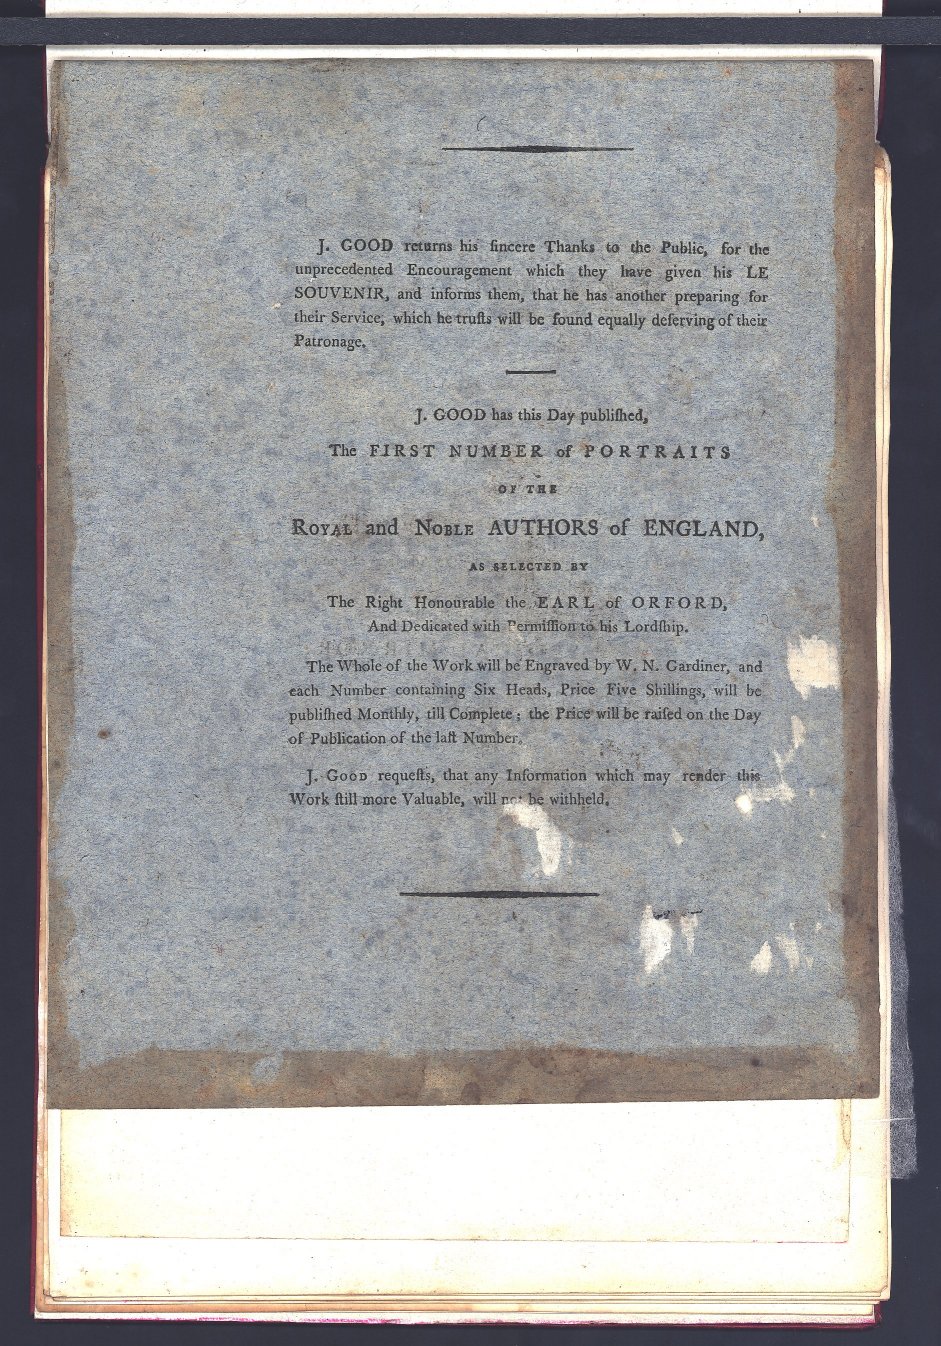 J. GOOD returns his ſincere Thanks to the Public, for the
unprecedented Encouragement which they have given his LE
SOUVENIR, and informs them, that he has another preparing for
their Service, which he truſts will be found equally deſerving of their
Patronage.
J. GOOD has this Day publiſhed,
The FIRST NUMBER of PORTRAITS
OF THE
ROYAL and NOBLE AUTHORS of ENGLAND,
AS SELECTED BY
The Right Honourable the EARL of ORFORD,
And Dedicated with Permiſſion to his Lordſhip.
The Whole of the Work will be Engraved by W. N. Gardiner, and
each Number containing Six Heads, Price Five Shillings, will be
publiſhed Monthly, till Complete; the Price will be raiſed on the Day
of Publication of the laſt Number.
J. GOOD requeſts, that any Information which may render this
Work ſtill more Valuable, will not be withheld.